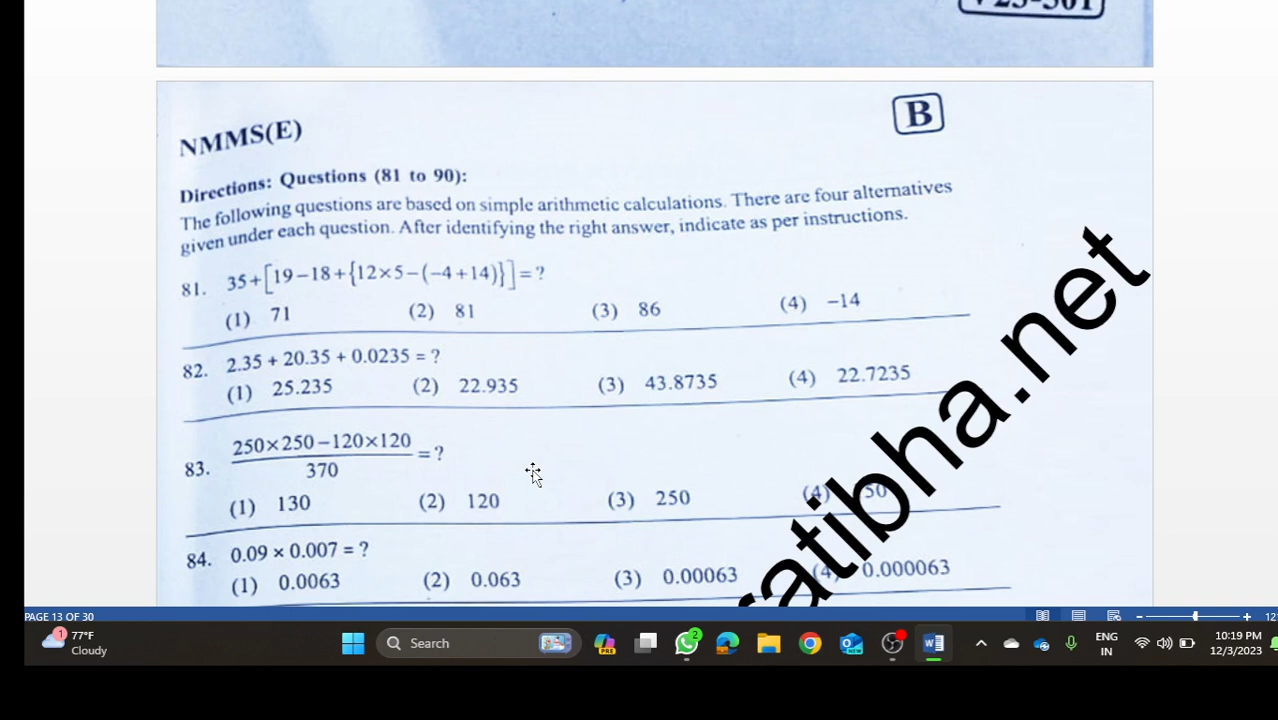 NMMS(E)
B
Directions: Questions (81 to 90):
The following questions are based on simple arithmetic calculations. There are four alternatives
given under each question. After identifying the right answer, indicate as per instructions.
81. 35+[19−18+{12×5−(−4+14)}]=?
(1) 71 (2) 81 (3) 86 (4) −14
82. 2.35 + 20.35 + 0.0235 = ?
(1) 25.235 (2) 22.935 (3) 43.8735 (4) 22.7235
83. 250×250−120×120
370
= ?
(1) 130 (2) 120 (3) 250 (4)
84. 0.09 × 0.007 = ?
(1) 0.0063 (2) 0.063 (3) 0.00063 (4) 0.000063
atibha.net
PAGE 13 OF 30
1
77°F
Cloudy
Search
PRE
2
NEW
ENG
IN
10:19 PM
12/3/2023